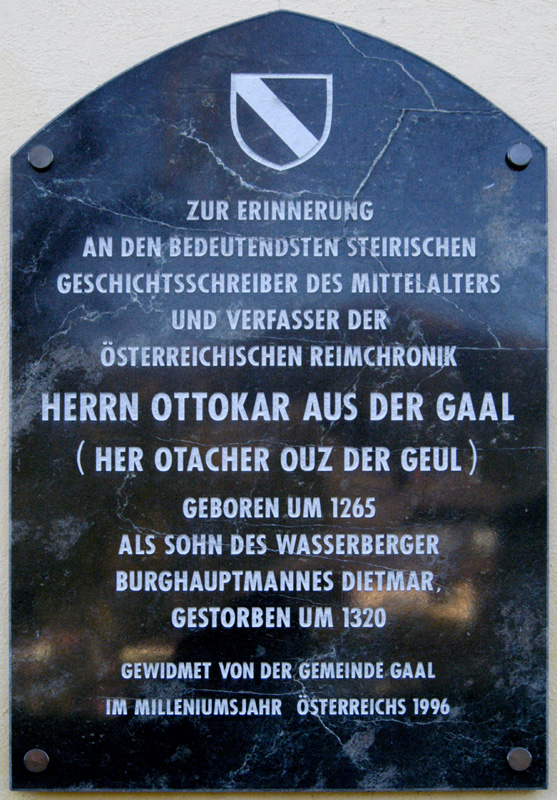 ZUR ERINNERUNG
AN DEN BEDEUTENDSTEN STEIRISCHEN
GESCHICHTSSCHREIBER DES MITTELALTERS
UND VERFASSER DER
ÖSTERREICHISCHEN REIMCHRONIK
HERRN OTTOKAR AUS DER GAAL
( HER OTACHER OUZ DER GEUL )
GEBOREN UM 1265
ALS SOHN DES WASSERBERGER
BURGHAUPTMANNES DIETMAR,
GESTORBEN UM 1320
GEWIDMET VON DER GEMEINDE GAAL
IM MILLENIUMSJAHR ÖSTERREICHS 1996